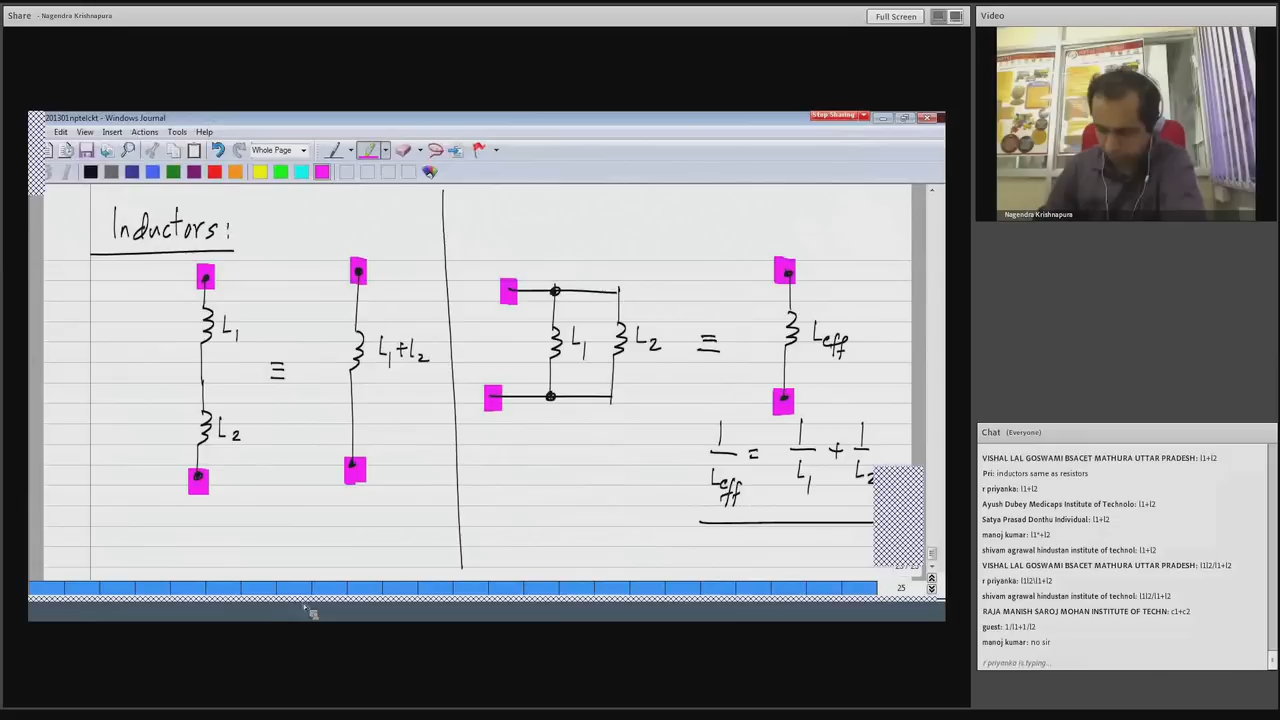 Share - Nagendra Krishnapura
Full Screen
Video
201301nptelckt - Windows Journal
Stop Sharing
Edit View Insert Actions Tools Help
Whole Page
Inductors:
L1
L2
≡
L1+L2
L1
L2
≡
Leff
1/Leff = 1/L1 + 1/L2
25
Nagendra Krishnapura
Chat (Everyone)
VISHAL LAL GOSWAMI BSACET MATHURA UTTAR PRADESH: l1+l2
Pri: inductors same as resistors
r priyanka: l1+l2
Ayush Dubey Medicaps Institute of Technolo: l1+l2
Satya Prasad Donthu Individual: l1+l2
manoj kumar: l1*+l2
shivam agrawal hindustan institute of technol: l1+l2
VISHAL LAL GOSWAMI BSACET MATHURA UTTAR PRADESH: l1l2/l1+l2
r priyanka: l1l2\l1+l2
shivam agrawal hindustan institute of technol: l1l2/l1+l2
RAJA MANISH SAROJ MOHAN INSTITUTE OF TECHN: c1+c2
guest: 1/l1+1/l2
manoj kumar: no sir
r priyanka is typing...